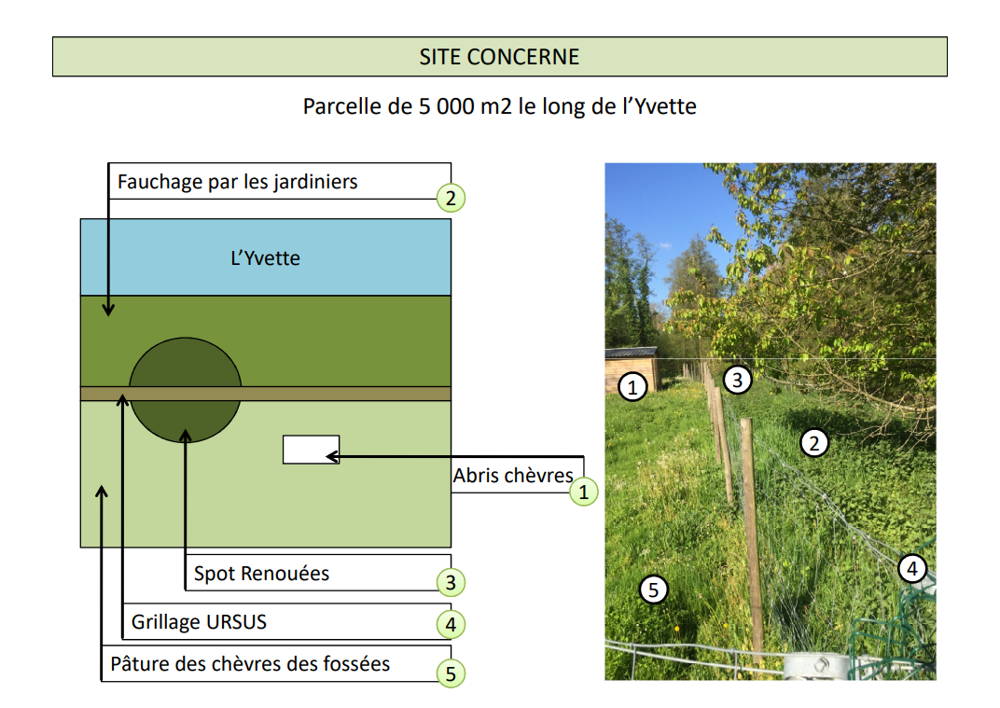 SITE CONCERNE
Parcelle de 5 000 m2 le long de l’Yvette
Fauchage par les jardiniers
2
L’Yvette
Abris chèvres
1
Spot Renouées
3
Grillage URSUS
4
Pâture des chèvres des fossées
5
1
3
2
4
5